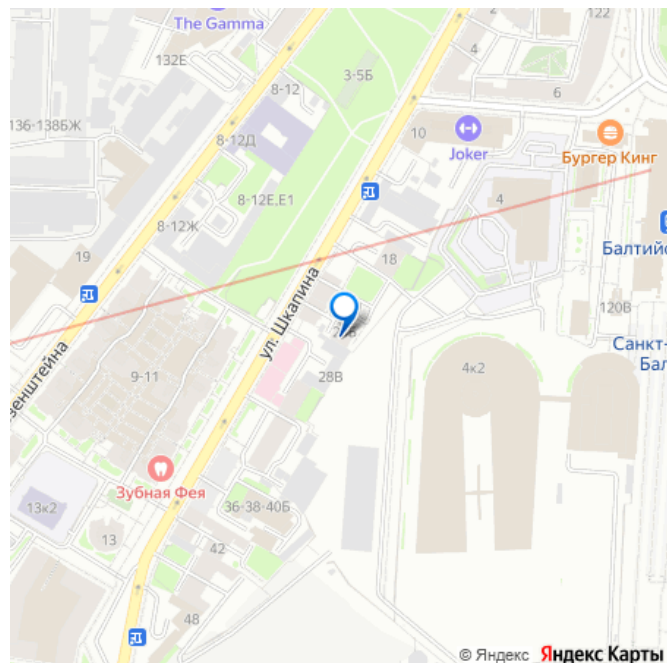 The Gamma
132Е
122
4
3-5Б
8-12
6
136-138БЖ
8-12Д
10
Joker
Бургер Кинг
8-12Е,Е1
4
8-12Ж
Балтийс
19
18
ул. Шкапина
120В
Санкт-
Бал
зенштейна
9-11
28В
4к2
Зубная Фея
13к2
36-38-40Б
13
42
48
© Яндекс Яндекс Карты